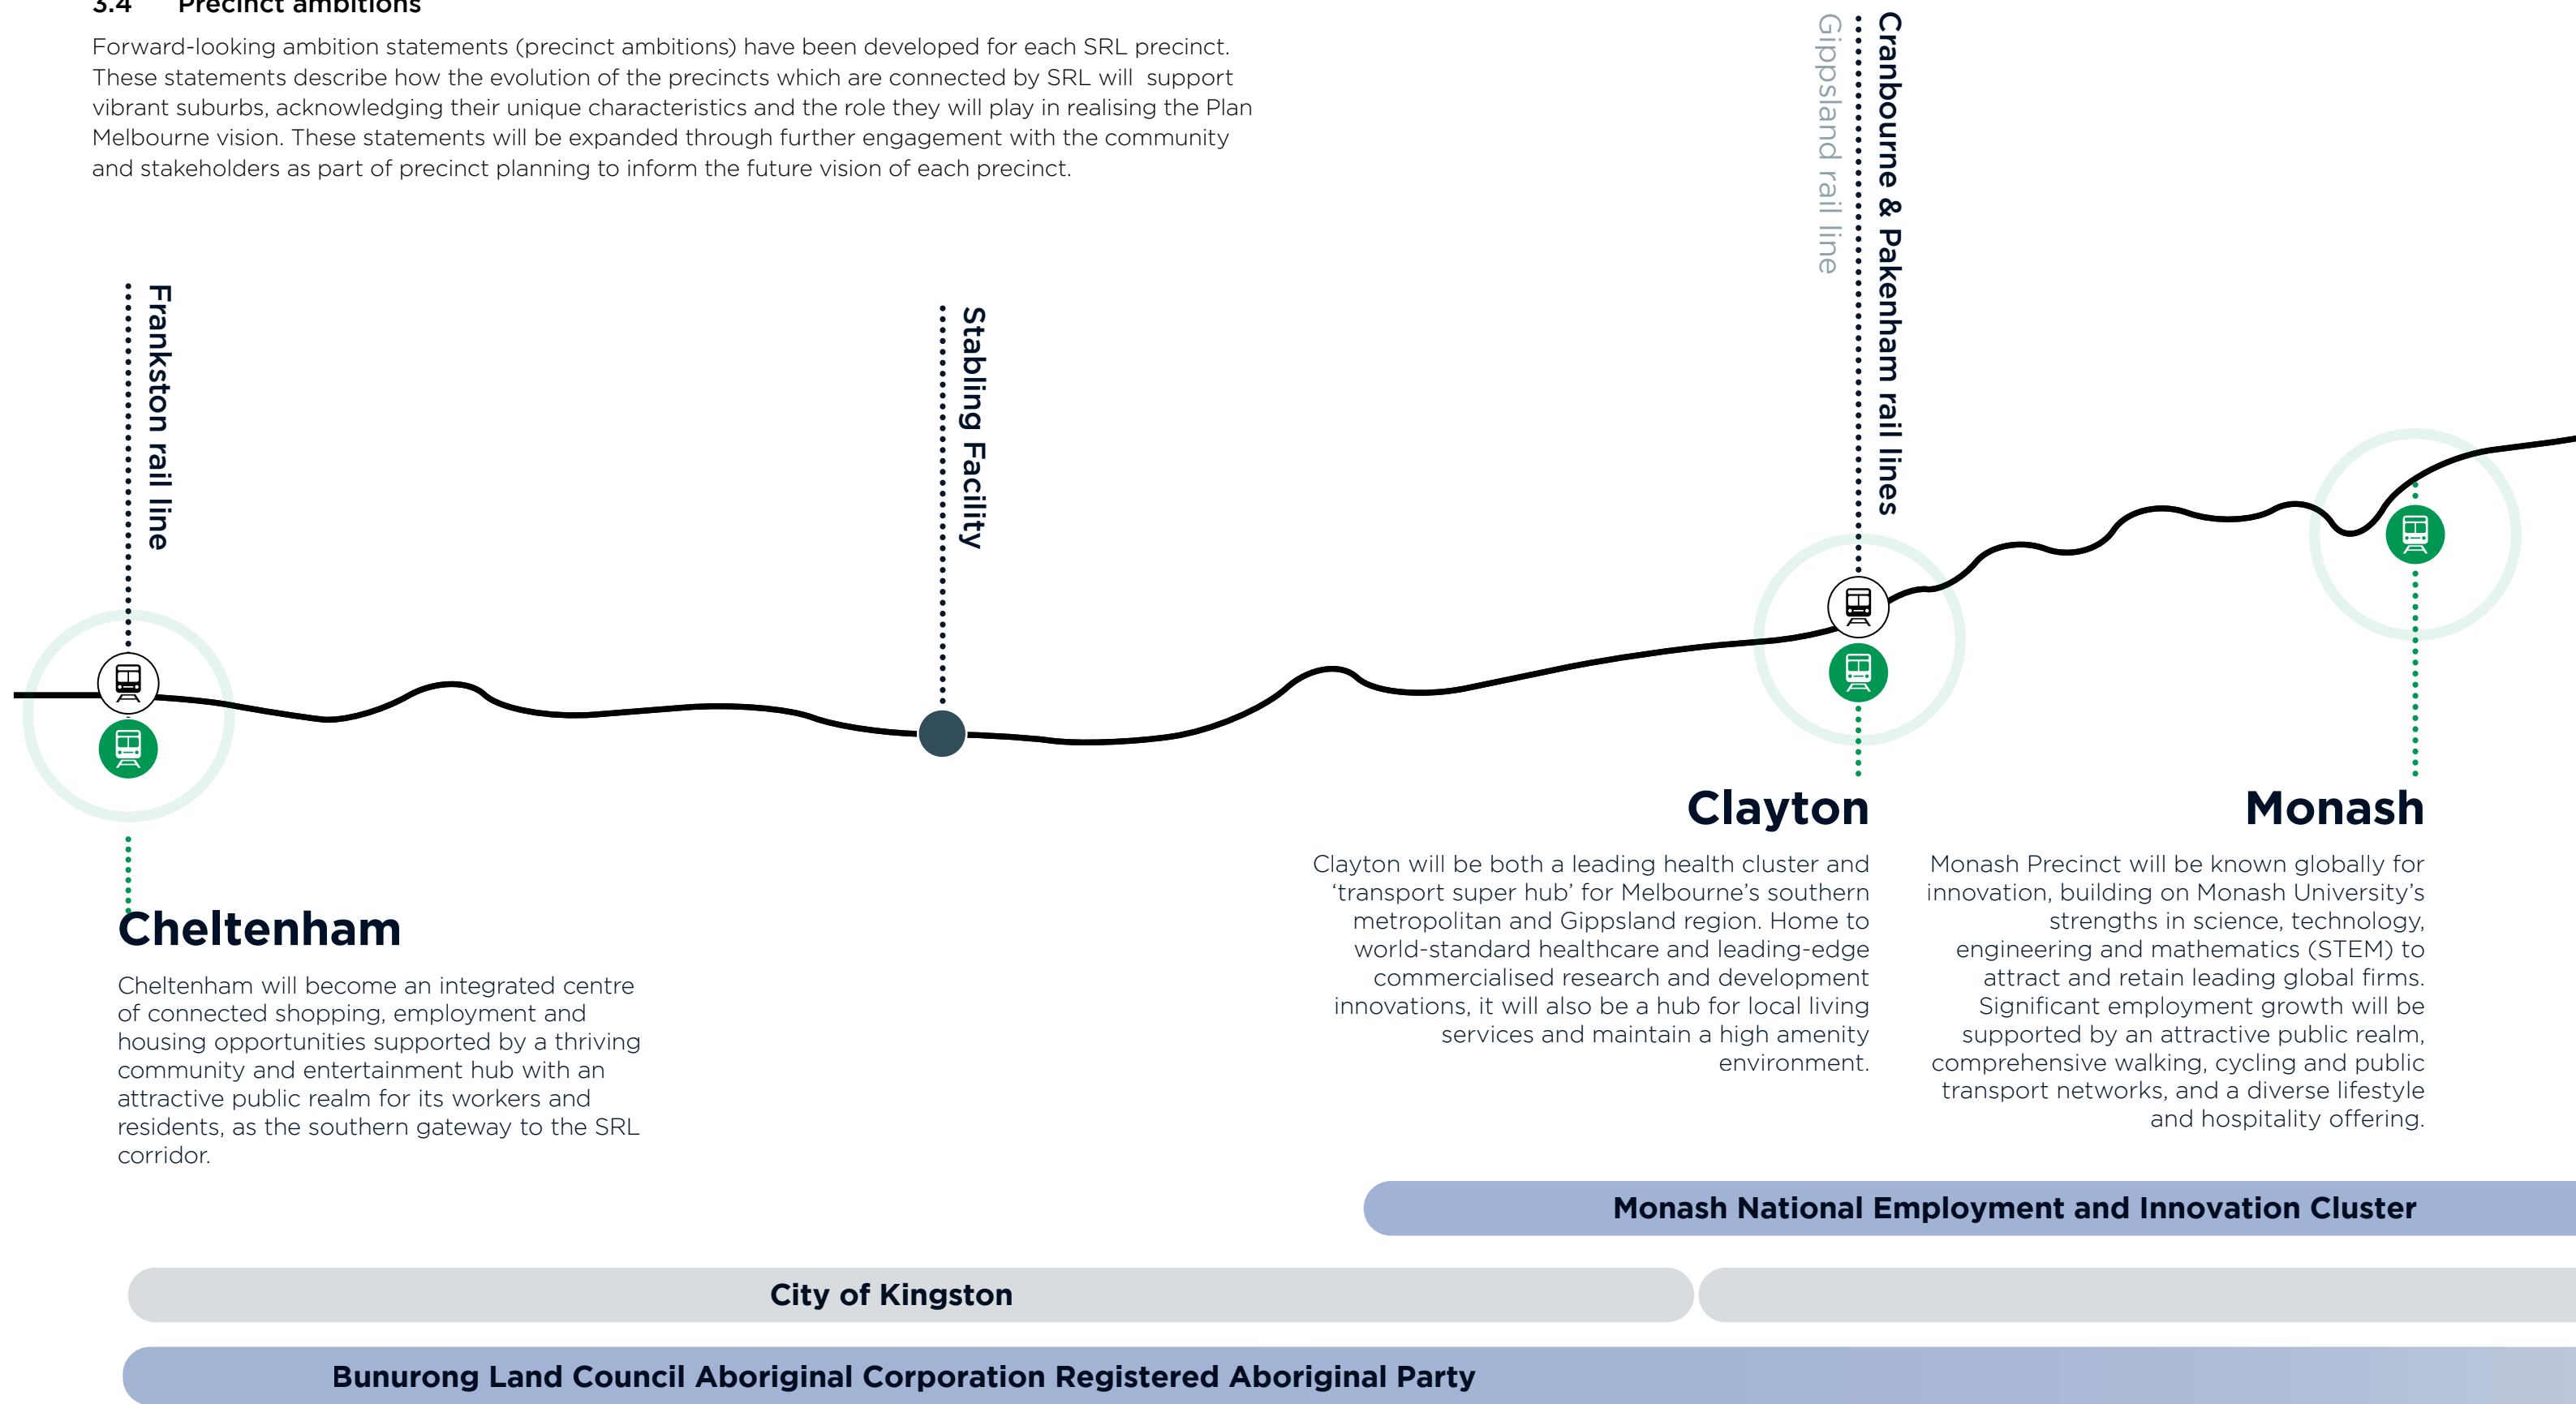 3.4 Precinct ambitions
Forward-looking ambition statements (precinct ambitions) have been developed for each SRL precinct.
These statements describe how the evolution of the precincts which are connected by SRL will support
vibrant suburbs, acknowledging their unique characteristics and the role they will play in realising the Plan
Melbourne vision. These statements will be expanded through further engagement with the community
and stakeholders as part of precinct planning to inform the future vision of each precinct.
Frankston rail line
Stabling Facility
Gippsland rail line
Cranbourne & Pakenham rail lines
Cheltenham
Cheltenham will become an integrated centre
of connected shopping, employment and
housing opportunities supported by a thriving
community and entertainment hub with an
attractive public realm for its workers and
residents, as the southern gateway to the SRL
corridor.
Clayton
Clayton will be both a leading health cluster and
‘transport super hub’ for Melbourne’s southern
metropolitan and Gippsland region. Home to
world-standard healthcare and leading-edge
commercialised research and development
innovations, it will also be a hub for local living
services and maintain a high amenity
environment.
Monash
Monash Precinct will be known globally for
innovation, building on Monash University’s
strengths in science, technology,
engineering and mathematics (STEM) to
attract and retain leading global firms.
Significant employment growth will be
supported by an attractive public realm,
comprehensive walking, cycling and public
transport networks, and a diverse lifestyle
and hospitality offering.
Monash National Employment and Innovation Cluster
City of Kingston
Bunurong Land Council Aboriginal Corporation Registered Aboriginal Party